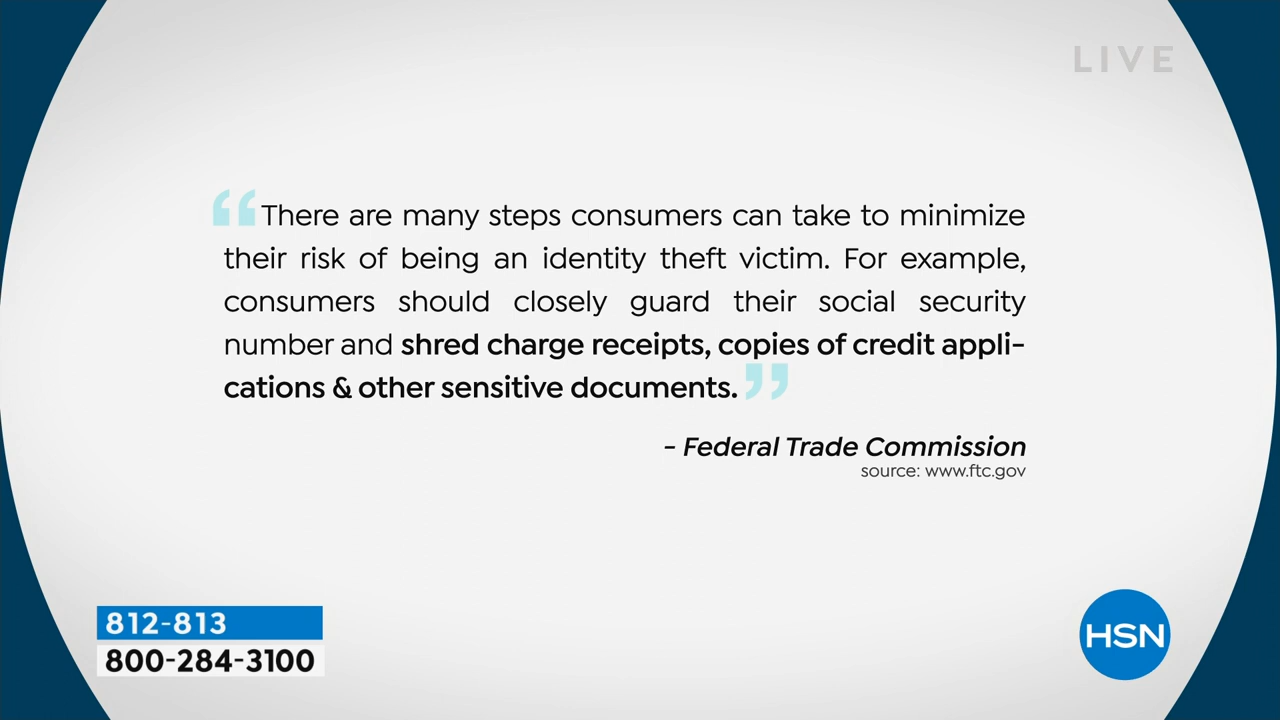 LIVE
“There are many steps consumers can take to minimize
their risk of being an identity theft victim. For example,
consumers should closely guard their social security
number and shred charge receipts, copies of credit appli-
cations & other sensitive documents.”
- Federal Trade Commission
source: www.ftc.gov
812-813
800-284-3100
HSN